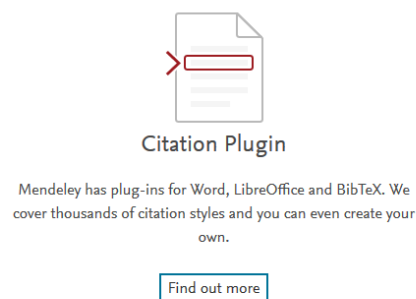 Citation Plugin
Mendeley has plug-ins for Word, LibreOffice and BibTeX. We
cover thousands of citation styles and you can even create your
own.
Find out more